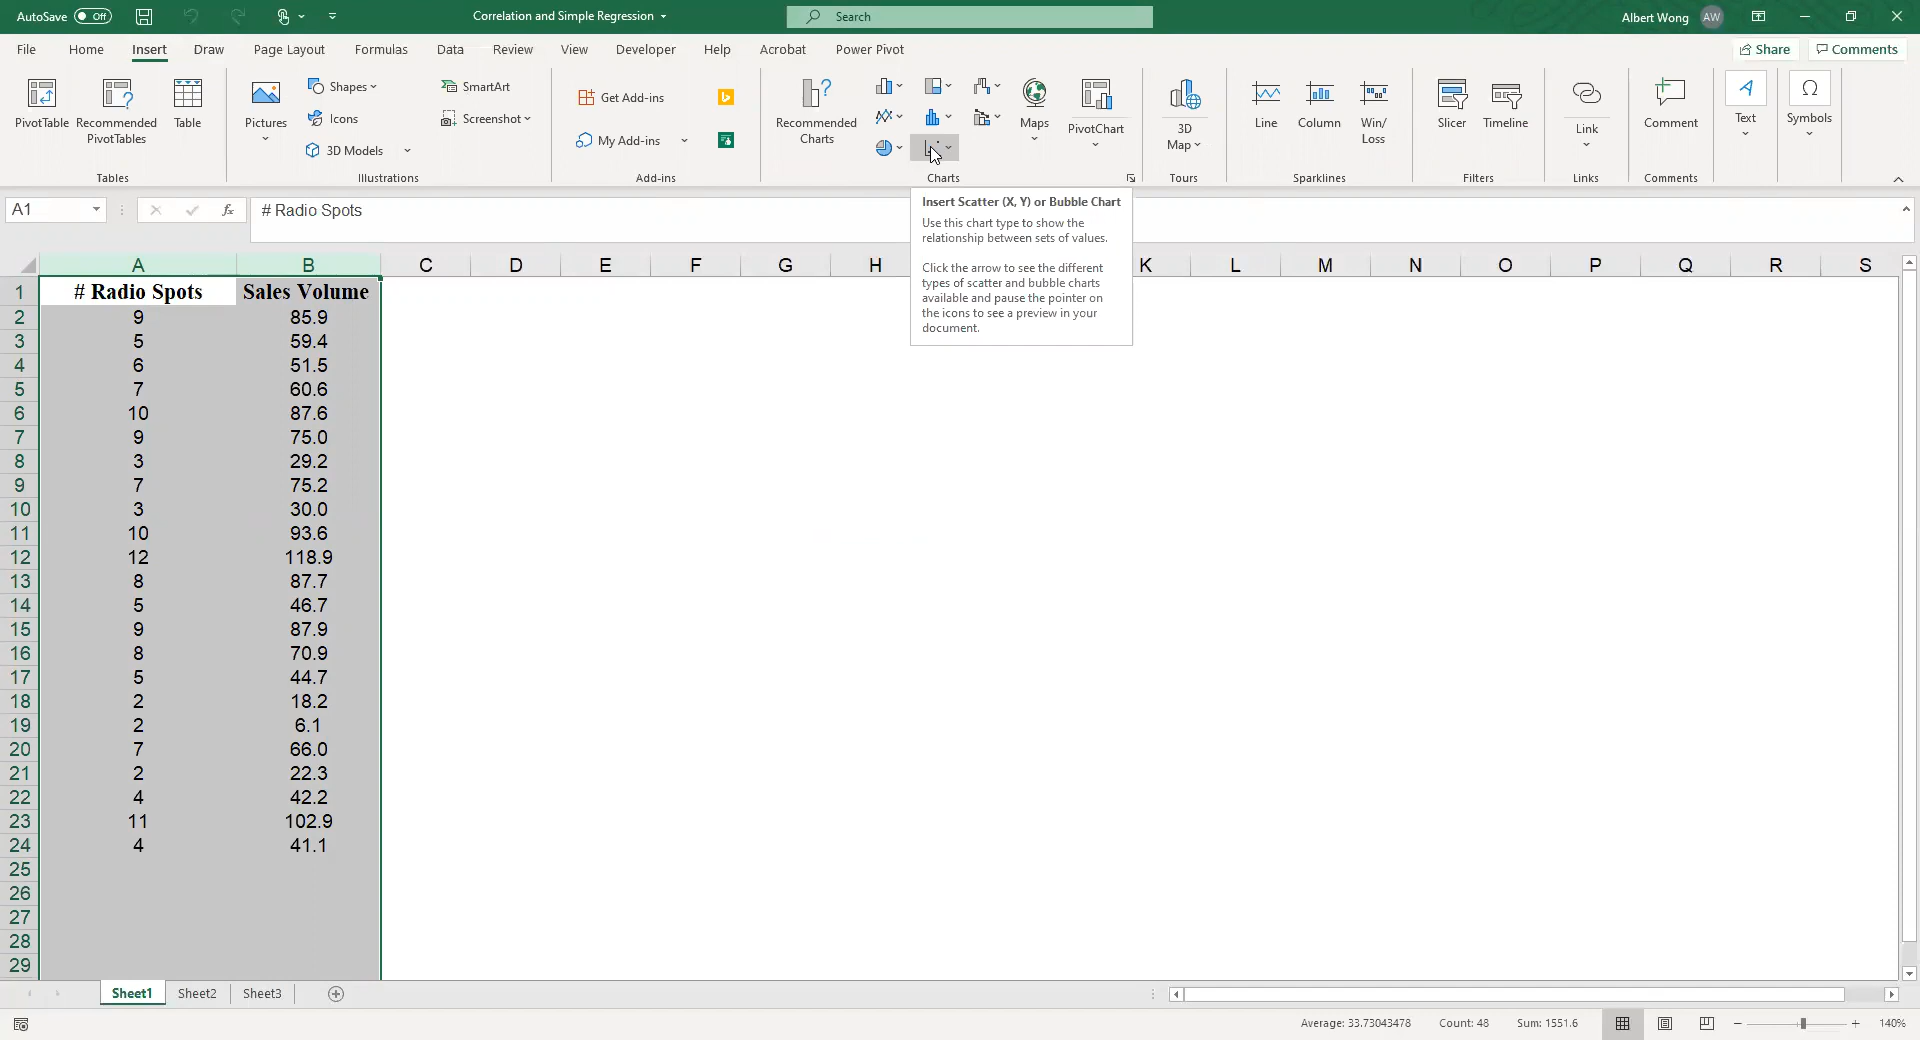 AutoSave Off Correlation and Simple Regression Search Albert Wong AW
File Home Insert Draw Page Layout Formulas Data Review View Developer Help Acrobat Power Pivot Share Comments
PivotTable
Recommended
PivotTables
Table
Tables
Pictures
Shapes
Icons
3D Models
SmartArt
Screenshot
Illustrations
Get Add-ins
My Add-ins
Add-ins
Recommended
Charts
Maps
PivotChart
Charts
3D
Map
Tours
Line
Column
Win/
Loss
Sparklines
Slicer
Timeline
Filters
Link
Links
Comment
Comments
Text
Symbols
A1 fx # Radio Spots
Insert Scatter (X, Y) or Bubble Chart
Use this chart type to show the
relationship between sets of values.
Click the arrow to see the different
types of scatter and bubble charts
available and pause the pointer on
the icons to see a preview in your
document.
A B C D E F G H K L M N O P Q R S
1 # Radio Spots Sales Volume
2 9 85.9
3 5 59.4
4 6 51.5
5 7 60.6
6 10 87.6
7 9 75.0
8 3 29.2
9 7 75.2
10 3 30.0
11 10 93.6
12 12 118.9
13 8 87.7
14 5 46.7
15 9 87.9
16 8 70.9
17 5 44.7
18 2 18.2
19 2 6.1
20 7 66.0
21 2 22.3
22 4 42.2
23 11 102.9
24 4 41.1
25
26
27
28
29
Sheet1 Sheet2 Sheet3
Average: 33.73043478 Count: 48 Sum: 1551.6 140%